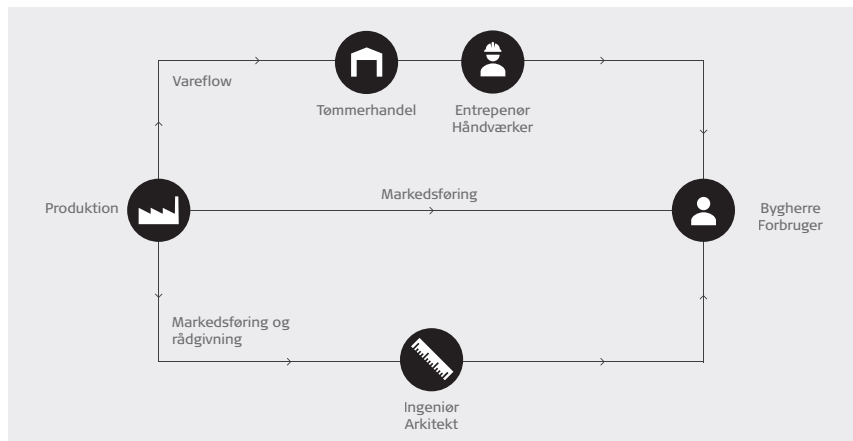 Vareflow
Tømmerhandel
Entrepenør
Håndværker
Produktion
Markedsføring
Bygherre
Forbruger
Markedsføring og
rådgivning
Ingeniør
Arkitekt